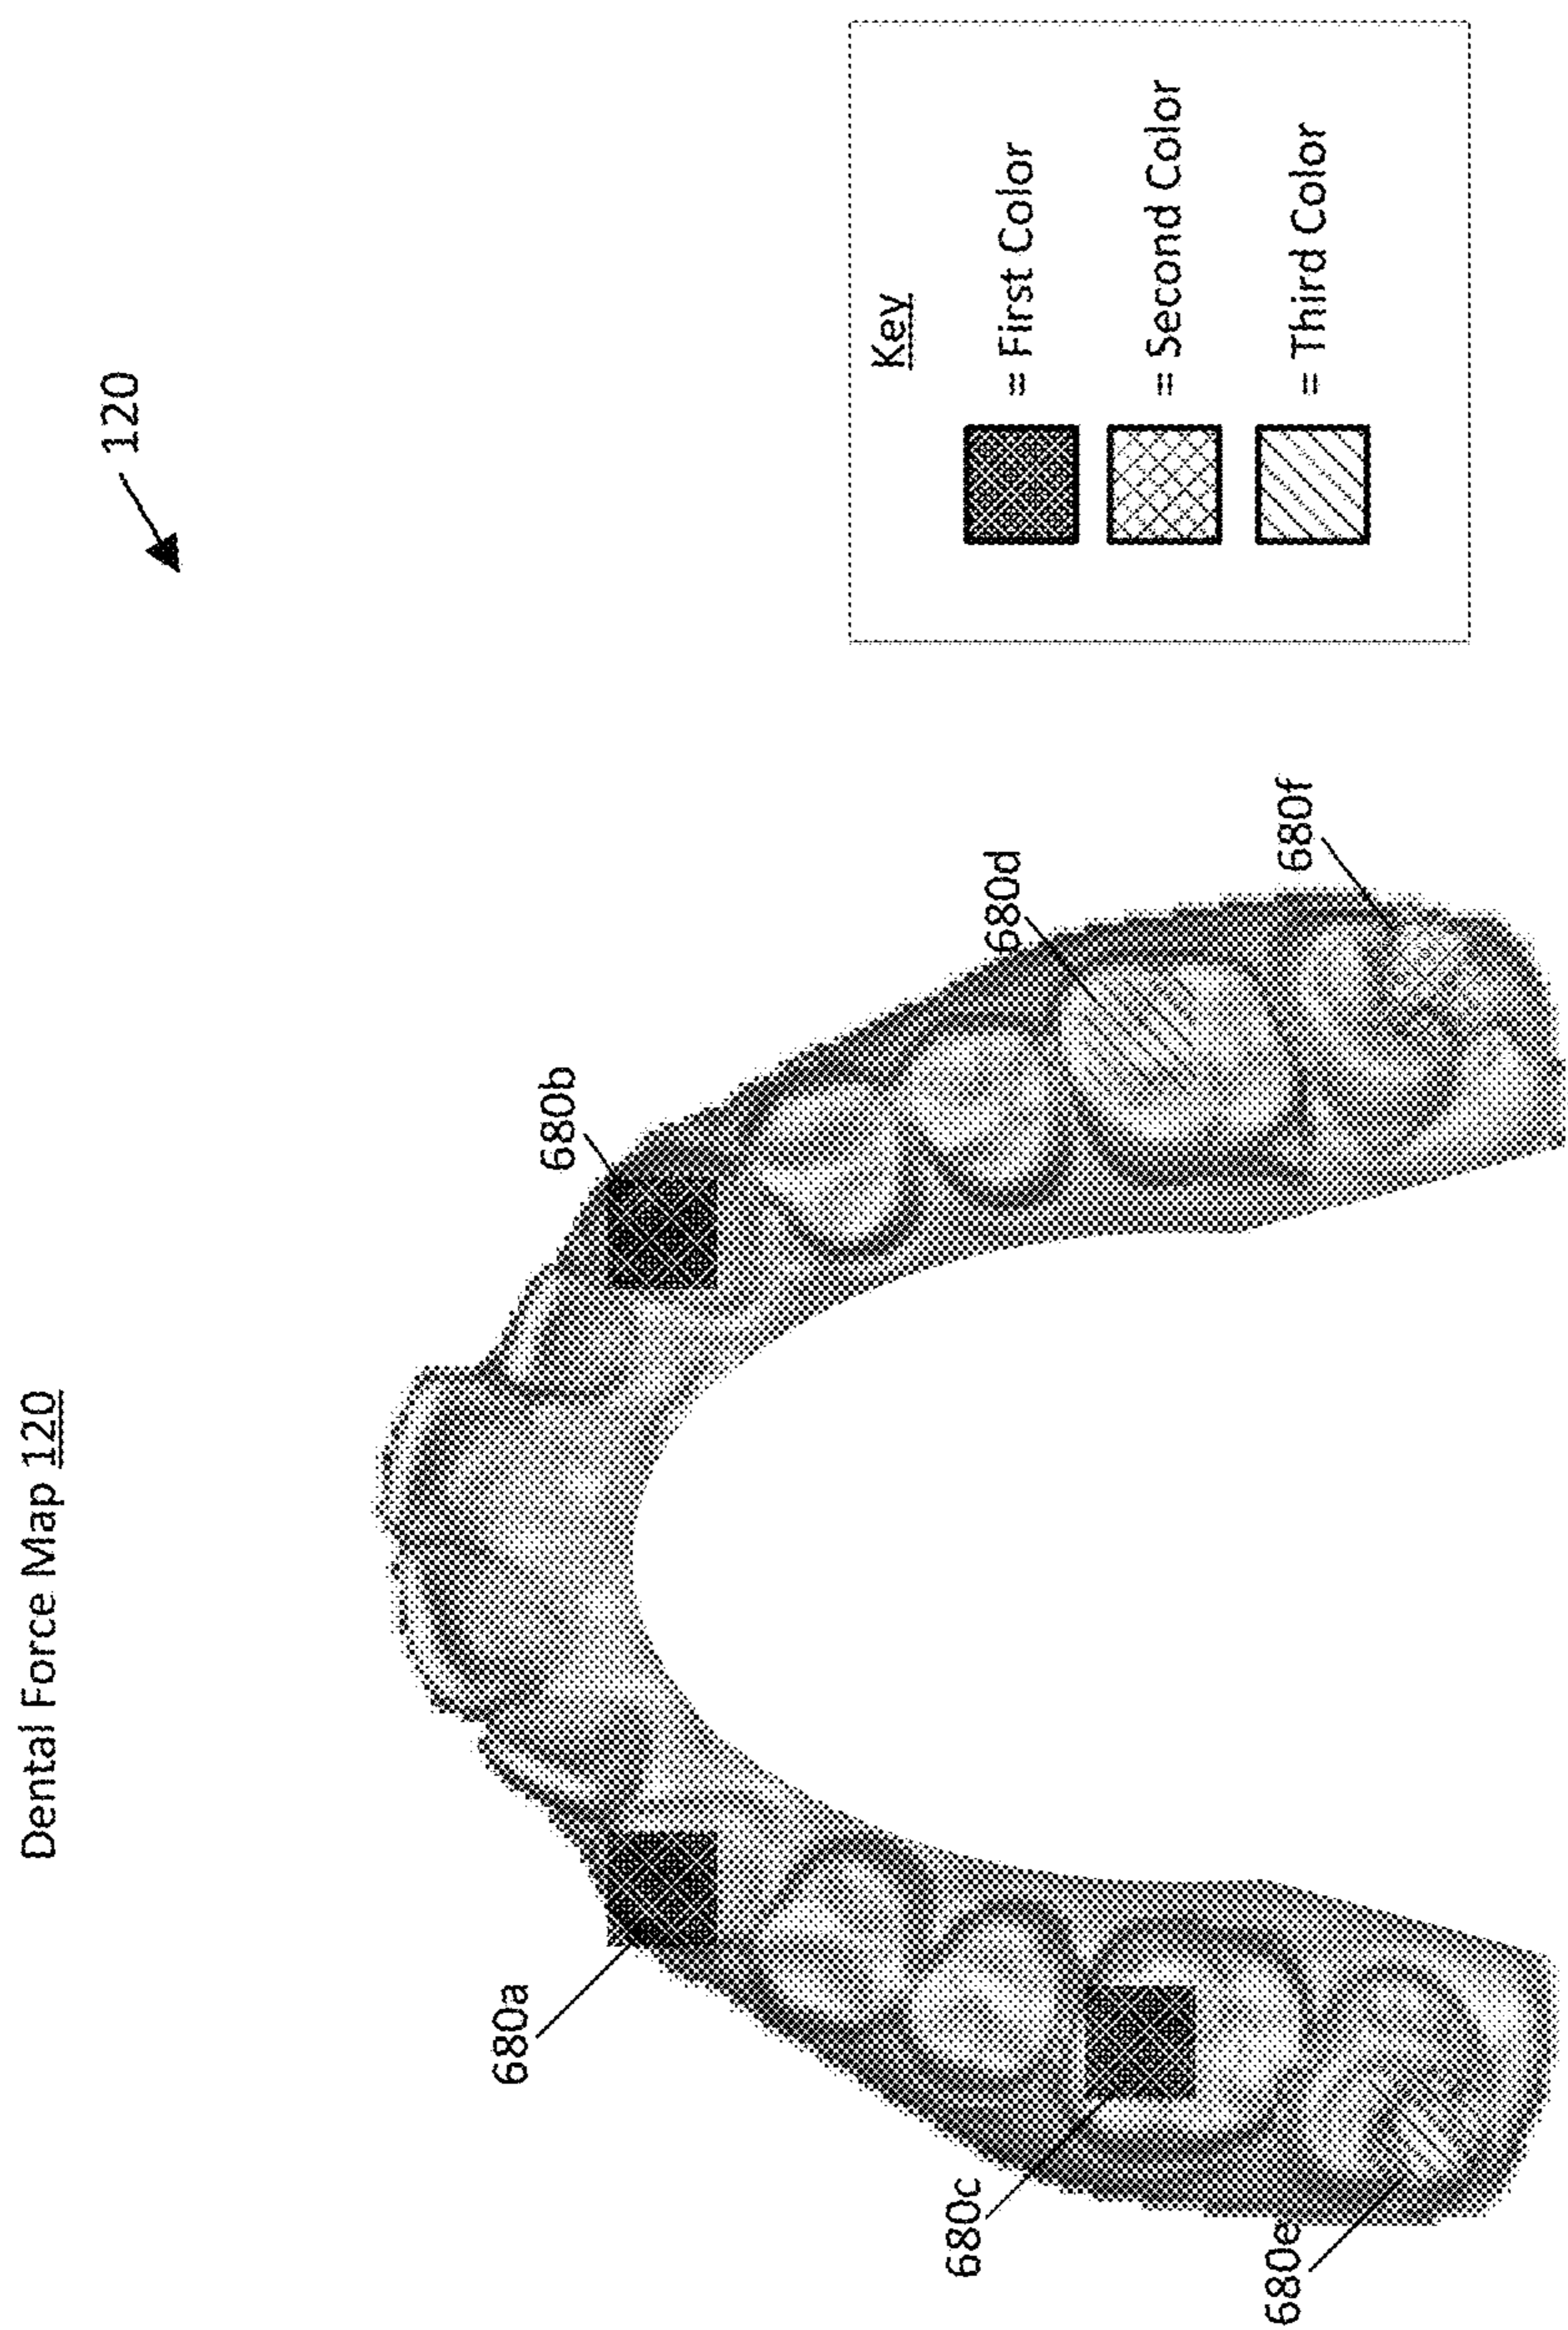 Dental Force Map 120
120
680a
680b
680c
680d
680e
680f
Key
= First Color
= Second Color
= Third Color